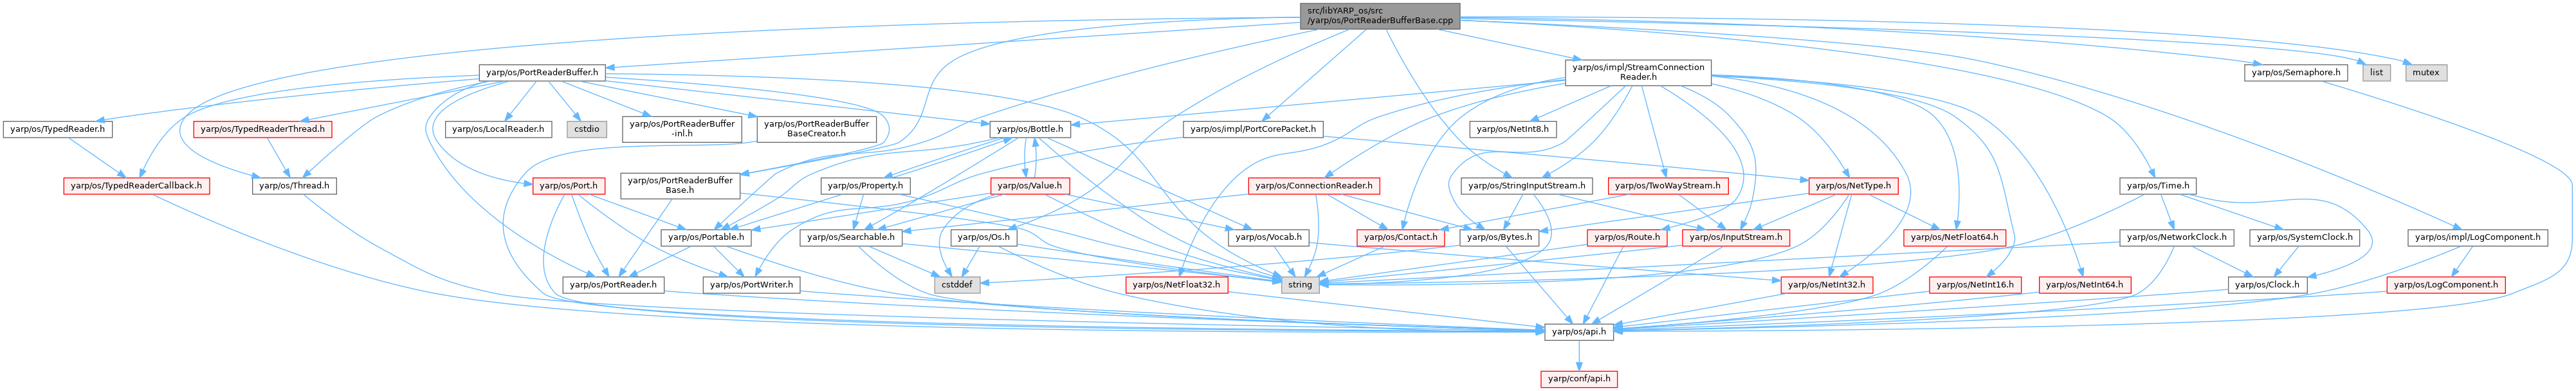 src/libYARP_os/src
/yarp/os/PortReaderBufferBase.cpp
yarp/os/PortReaderBuffer.h
yarp/os/impl/StreamConnection
Reader.h
yarp/os/Semaphore.h
list
mutex
yarp/os/TypedReader.h
yarp/os/TypedReaderThread.h
yarp/os/LocalReader.h
cstdio
yarp/os/PortReaderBuffer
-inl.h
yarp/os/PortReaderBuffer
BaseCreator.h
yarp/os/Bottle.h
yarp/os/impl/PortCorePacket.h
yarp/os/NetInt8.h
yarp/os/TypedReaderCallback.h
yarp/os/Thread.h
yarp/os/Port.h
yarp/os/PortReaderBuffer
Base.h
yarp/os/Property.h
yarp/os/Value.h
yarp/os/ConnectionReader.h
yarp/os/StringInputStream.h
yarp/os/TwoWayStream.h
yarp/os/NetType.h
yarp/os/Time.h
yarp/os/Portable.h
yarp/os/Searchable.h
yarp/os/Os.h
yarp/os/Vocab.h
yarp/os/Contact.h
yarp/os/Bytes.h
yarp/os/Route.h
yarp/os/InputStream.h
yarp/os/NetFloat64.h
yarp/os/NetworkClock.h
yarp/os/SystemClock.h
yarp/os/impl/LogComponent.h
yarp/os/PortReader.h
yarp/os/PortWriter.h
cstddef
yarp/os/NetFloat32.h
string
yarp/os/NetInt32.h
yarp/os/NetInt16.h
yarp/os/NetInt64.h
yarp/os/Clock.h
yarp/os/LogComponent.h
yarp/os/api.h
yarp/conf/api.h